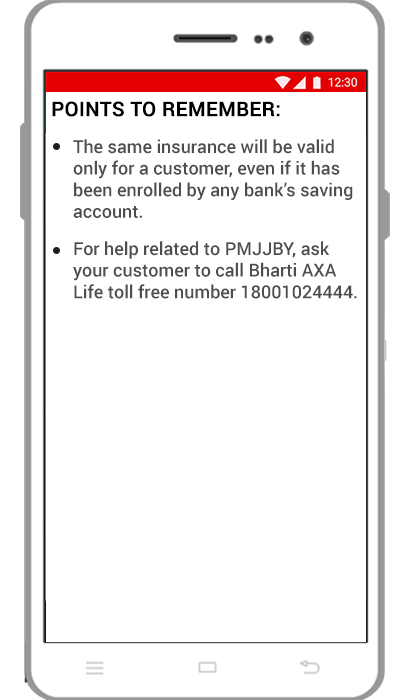 12:30
POINTS TO REMEMBER:
• The same insurance will be valid
only for a customer, even if it has
been enrolled by any bank's saving
account.
• For help related to PMJJBY, ask
your customer to call Bharti AXA
Life toll free number 18001024444.